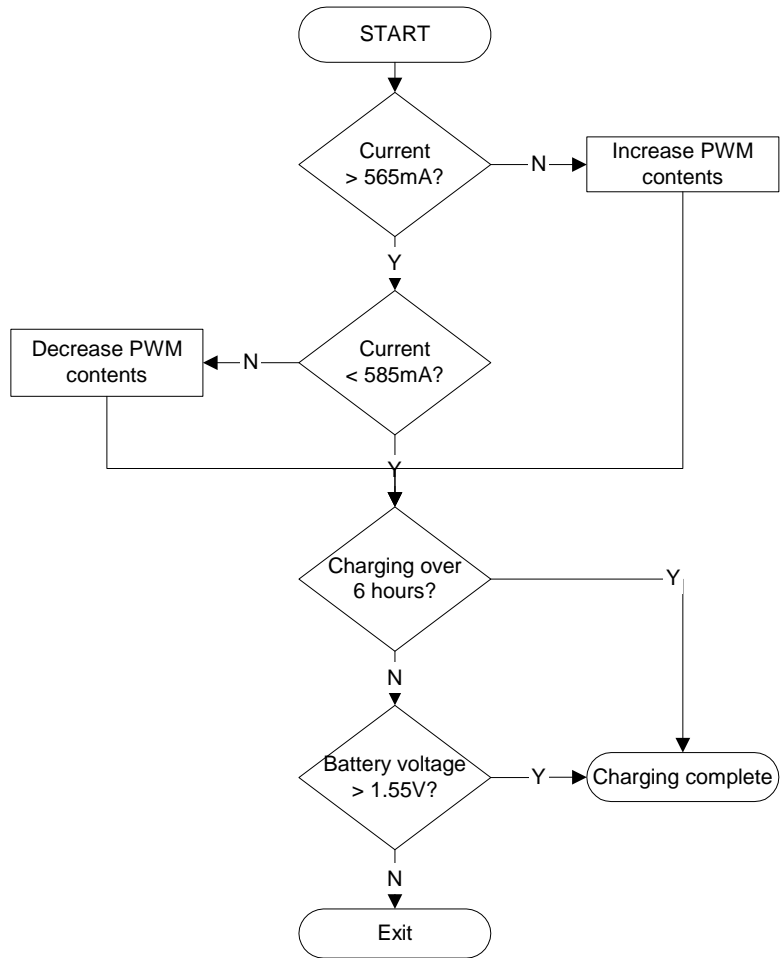 START
Current
> 565mA?
N
Increase PWM
contents
Y
Decrease PWM
contents
N
Current
< 585mA?
Y
Charging over
6 hours?
Y
N
Battery voltage
> 1.55V?
Y
Charging complete
N
Exit